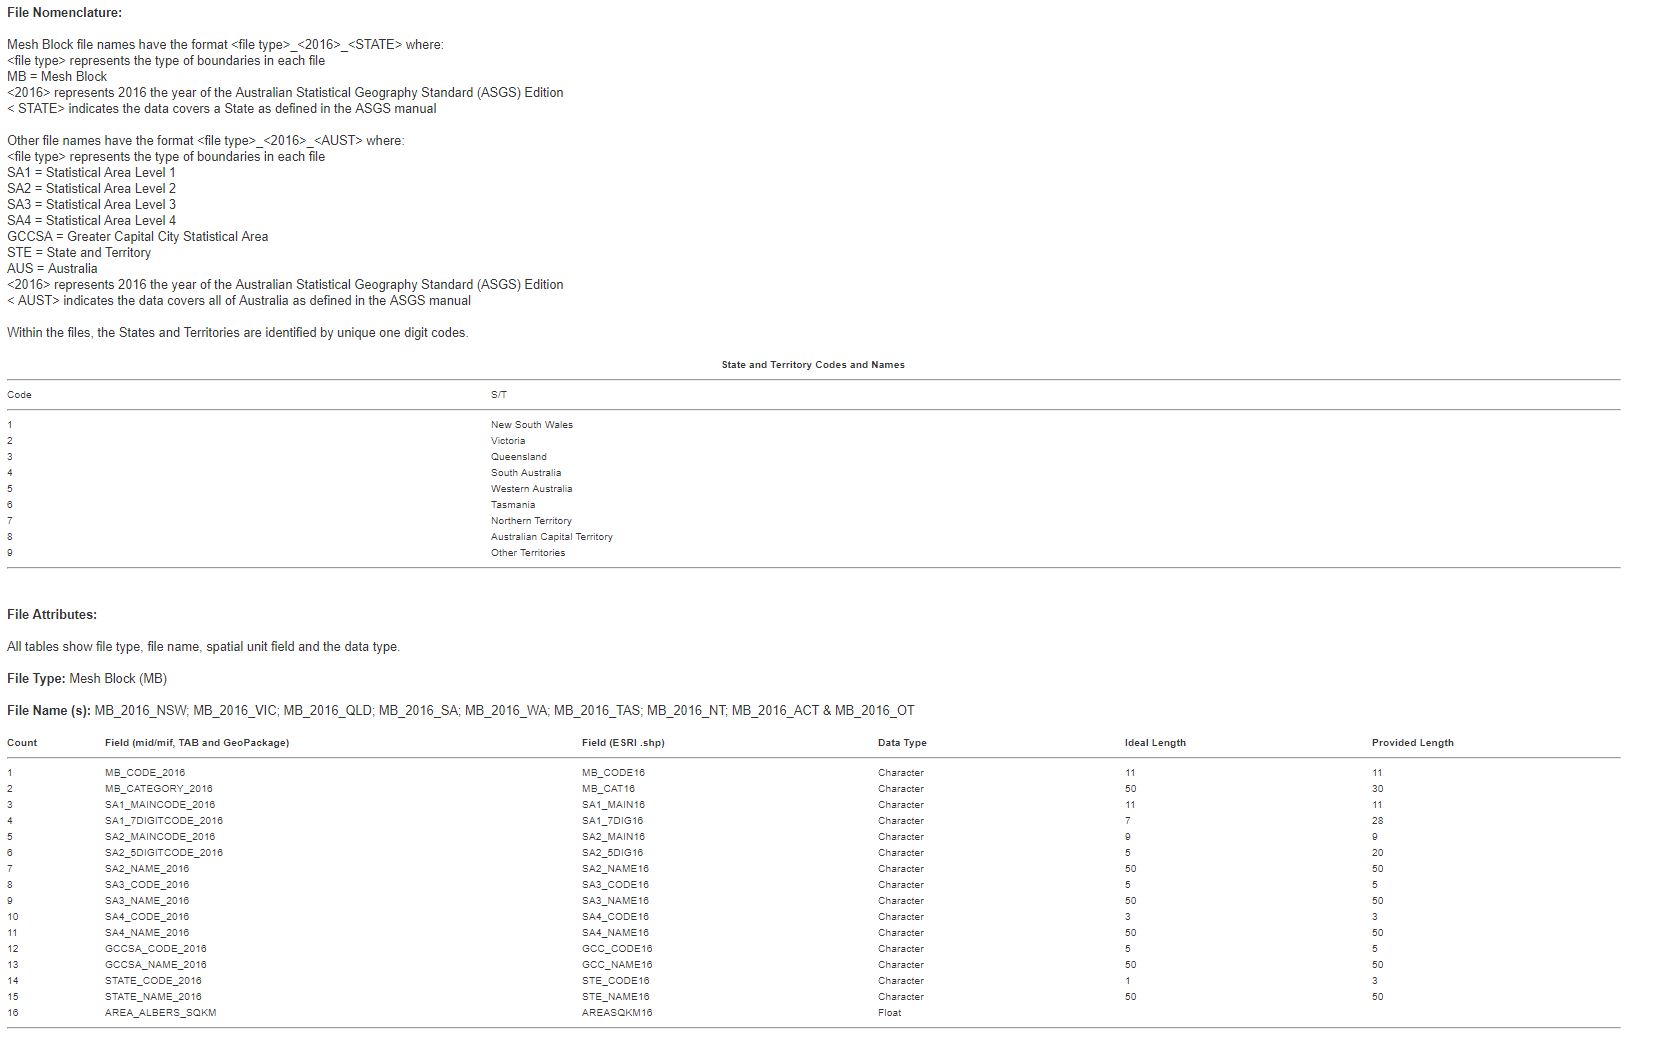 File Nomenclature:
Mesh Block file names have the format <file type>_<2016>_<STATE> where:
<file type> represents the type of boundaries in each file
MB = Mesh Block
<2016> represents 2016 the year of the Australian Statistical Geography Standard (ASGS) Edition
< STATE> indicates the data covers a State as defined in the ASGS manual
Other file names have the format <file type>_<2016>_<AUST> where:
<file type> represents the type of boundaries in each file
SA1 = Statistical Area Level 1
SA2 = Statistical Area Level 2
SA3 = Statistical Area Level 3
SA4 = Statistical Area Level 4
GCCSA = Greater Capital City Statistical Area
STE = State and Territory
AUS = Australia
<2016> represents 2016 the year of the Australian Statistical Geography Standard (ASGS) Edition
< AUST> indicates the data covers all of Australia as defined in the ASGS manual
Within the files, the States and Territories are identified by unique one digit codes.
State and Territory Codes and Names
Code S/T
1 New South Wales
2 Victoria
3 Queensland
4 South Australia
5 Western Australia
6 Tasmania
7 Northern Territory
8 Australian Capital Territory
9 Other Territories
File Attributes:
All tables show file type, file name, spatial unit field and the data type.
File Type: Mesh Block (MB)
File Name (s): MB_2016_NSW; MB_2016_VIC; MB_2016_QLD; MB_2016_SA; MB_2016_WA; MB_2016_TAS; MB_2016_NT; MB_2016_ACT & MB_2016_OT
Count Field (mid/mif, TAB and GeoPackage) Field (ESRI .shp) Data Type Ideal Length Provided Length
1 MB_CODE_2016 MB_CODE16 Character 11 11
2 MB_CATEGORY_2016 MB_CAT16 Character 50 30
3 SA1_MAINCODE_2016 SA1_MAIN16 Character 11 11
4 SA1_7DIGITCODE_2016 SA1_7DIG16 Character 7 28
5 SA2_MAINCODE_2016 SA2_MAIN16 Character 9 9
6 SA2_5DIGITCODE_2016 SA2_5DIG16 Character 5 20
7 SA2_NAME_2016 SA2_NAME16 Character 50 50
8 SA3_CODE_2016 SA3_CODE16 Character 5 5
9 SA3_NAME_2016 SA3_NAME16 Character 50 50
10 SA4_CODE_2016 SA4_CODE16 Character 3 3
11 SA4_NAME_2016 SA4_NAME16 Character 50 50
12 GCCSA_CODE_2016 GCC_CODE16 Character 5 5
13 GCCSA_NAME_2016 GCC_NAME16 Character 50 50
14 STATE_CODE_2016 STE_CODE16 Character 1 3
15 STATE_NAME_2016 STE_NAME16 Character 50 50
16 AREA_ALBERS_SQKM AREASQKM16 Float